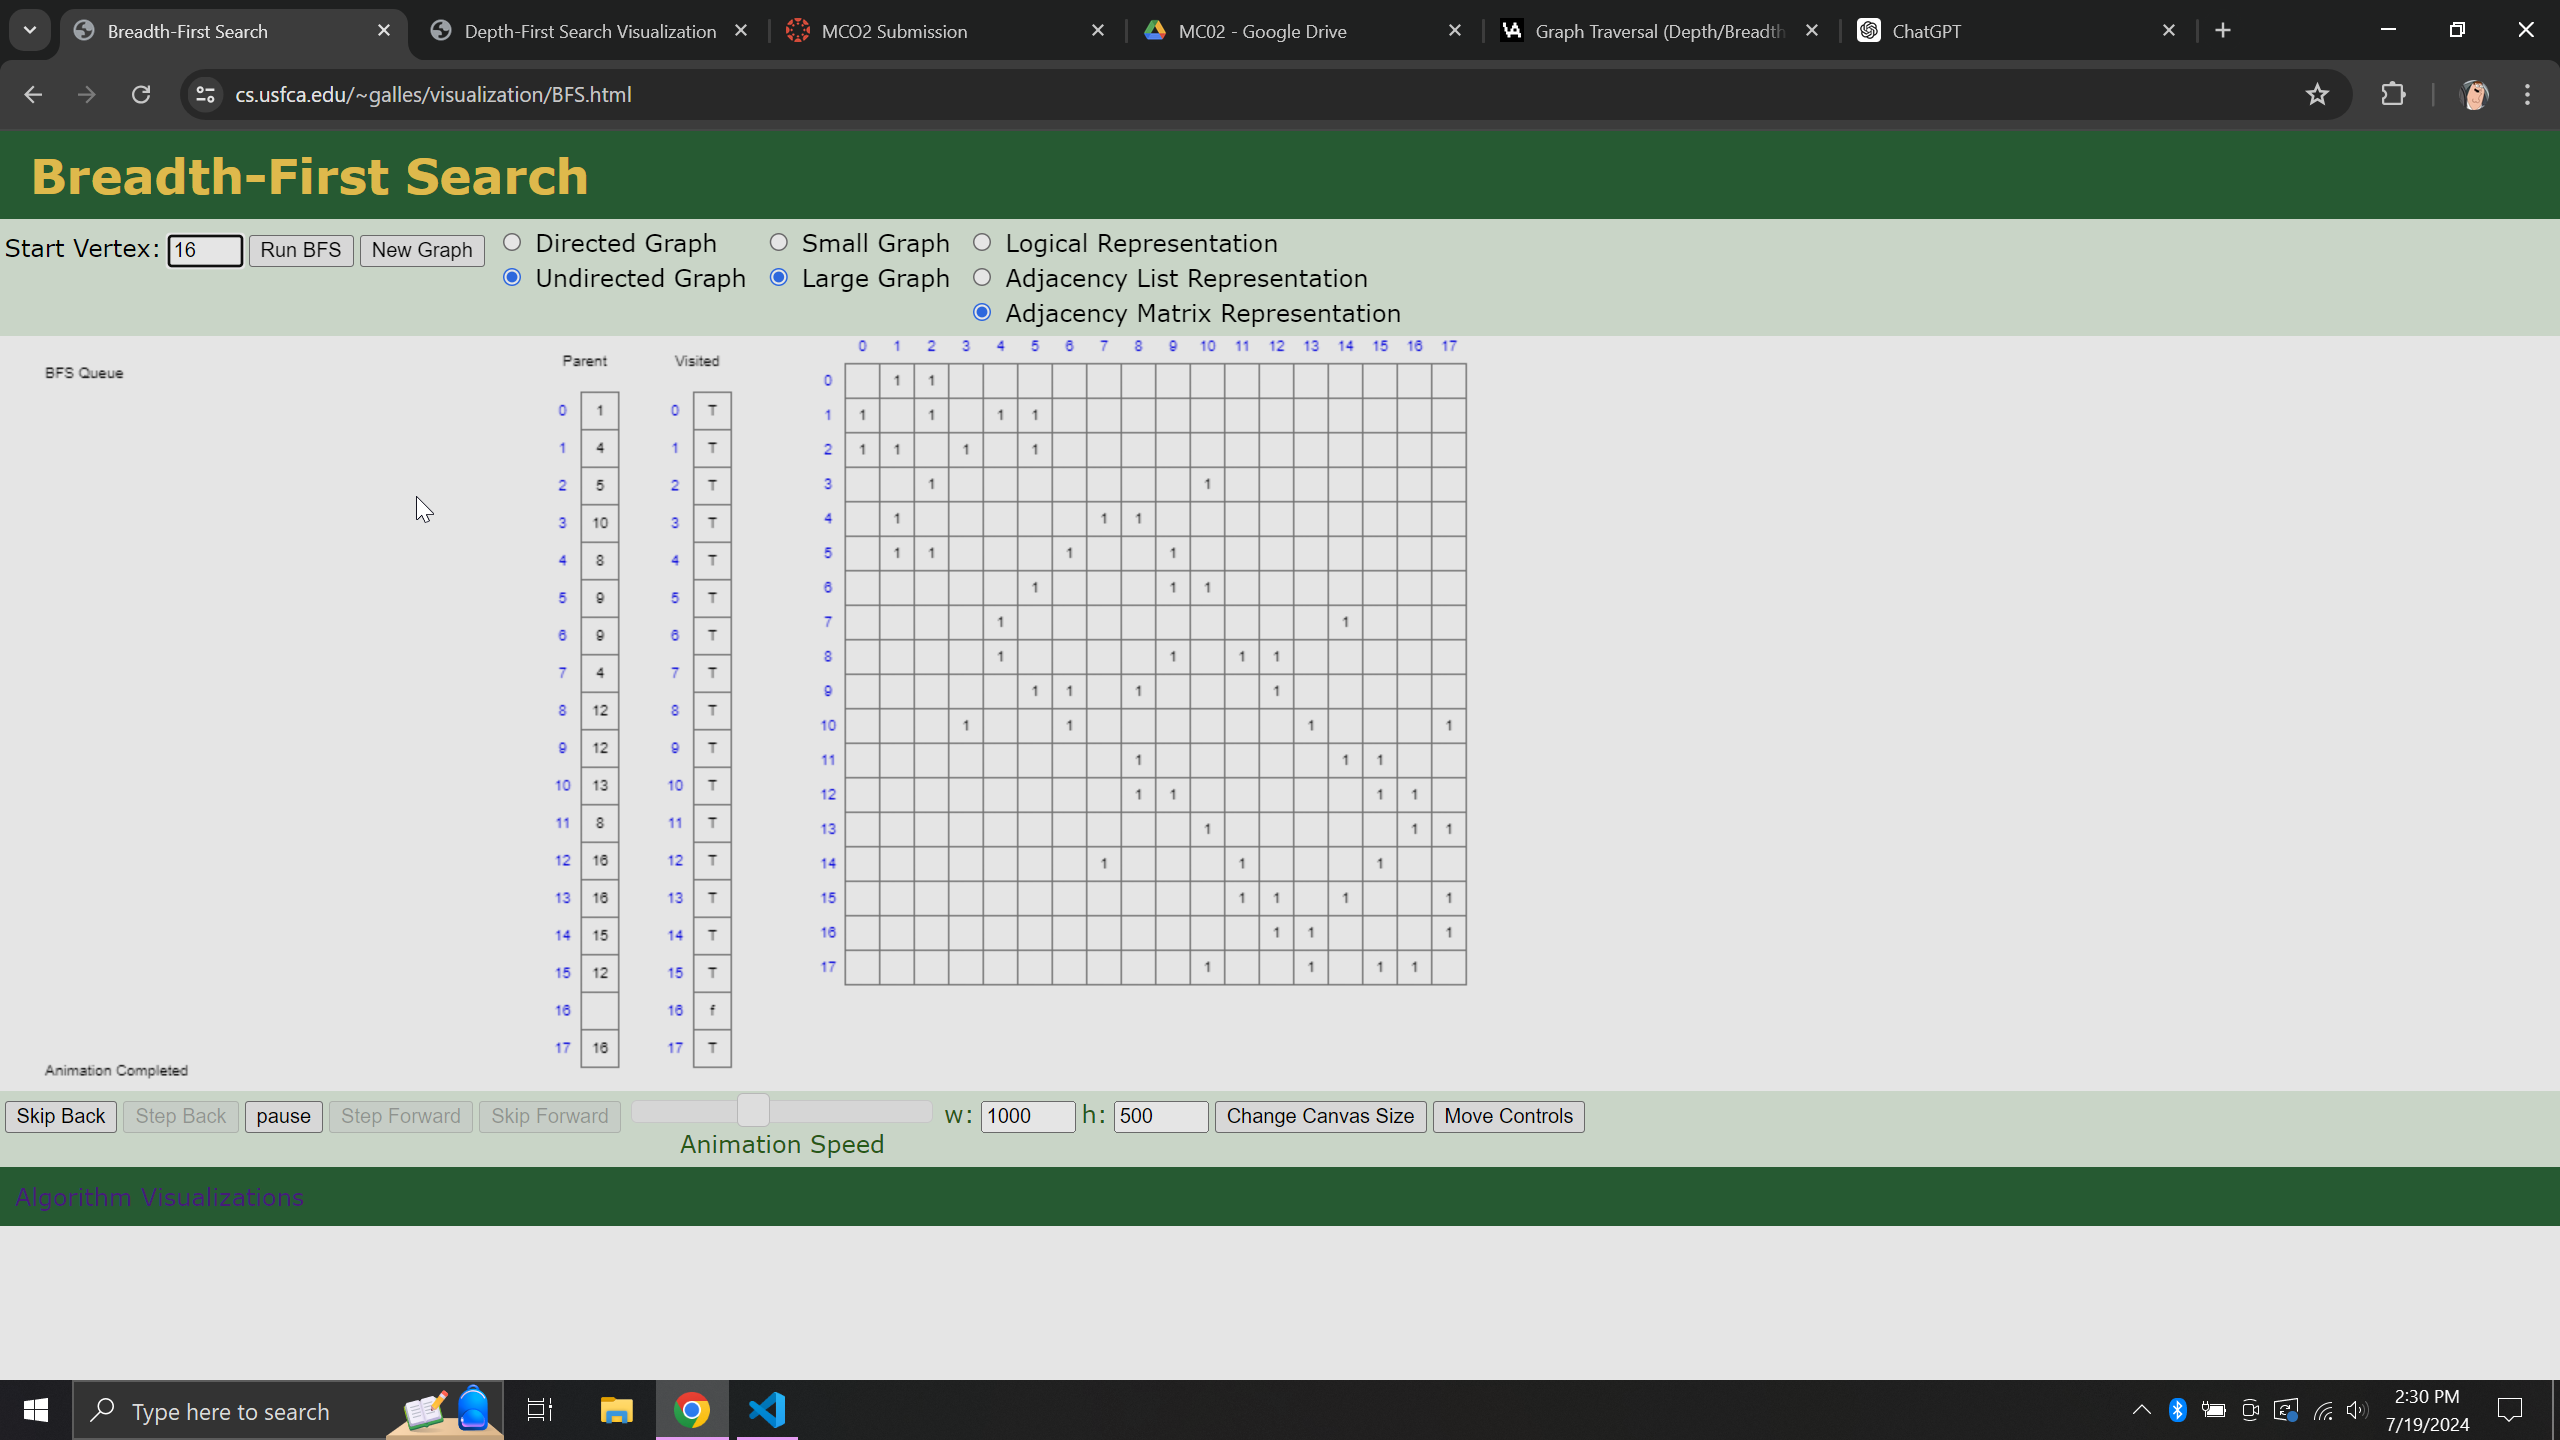 Breadth-First Search
Depth-First Search Visualization
MCO2 Submission
MC02 - Google Drive
Graph Traversal (Depth/Breadth
ChatGPT
cs.usfca.edu/~galles/visualization/BFS.html
Breadth-First Search
Start Vertex: 16 Run BFS New Graph
Directed Graph
Undirected Graph
Small Graph
Large Graph
Logical Representation
Adjacency List Representation
Adjacency Matrix Representation
BFS Queue
Parent
0 1
1 4
2 5
3 10
4 8
5 9
6 9
7 4
8 12
9 12
10 13
11 8
12 16
13 16
14 15
15 12
16
17 16
Visited
0 T
1 T
2 T
3 T
4 T
5 T
6 T
7 T
8 T
9 T
10 T
11 T
12 T
13 T
14 T
15 T
16 f
17 T
0 1 2 3 4 5 6 7 8 9 10 11 12 13 14 15 16 17
0 1 1
1 1 1 1 1
2 1 1 1 1
3 1 1
4 1 1 1
5 1 1 1 1
6 1 1 1
7 1 1
8 1 1 1 1
9 1 1 1 1
10 1 1 1 1
11 1 1 1
12 1 1 1 1
13 1 1 1
14 1 1 1
15 1 1 1 1
16 1 1 1
17 1 1 1 1
Animation Completed
Skip Back Step Back pause Step Forward Skip Forward w: 1000 h: 500 Change Canvas Size Move Controls
Animation Speed
Algorithm Visualizations
Type here to search
2:30 PM
7/19/2024